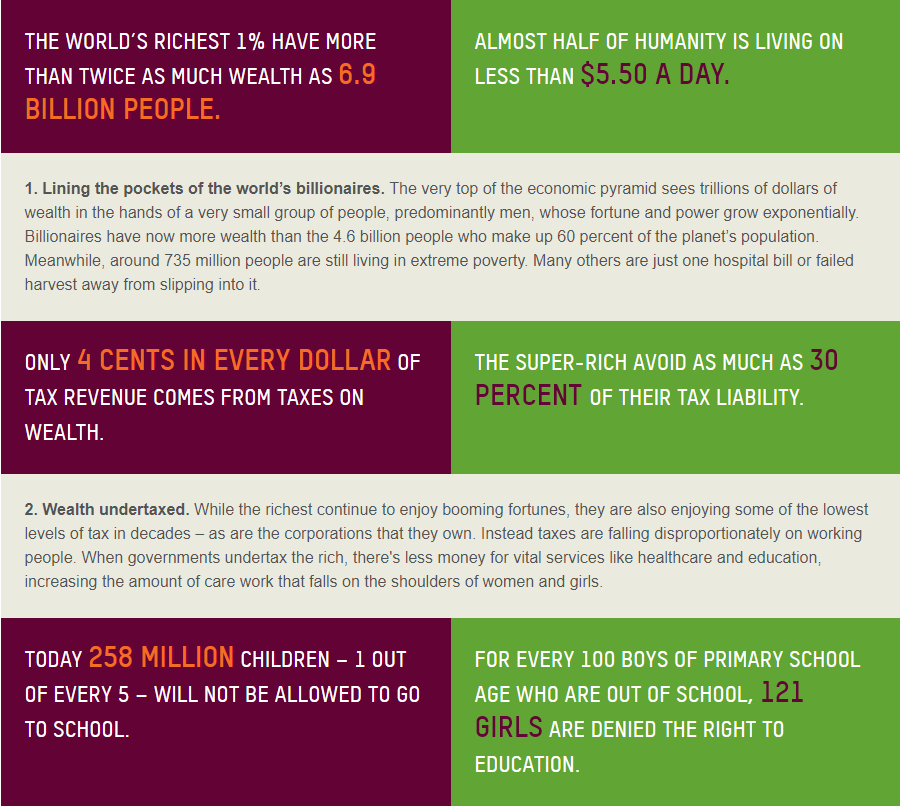 THE WORLD'S RICHEST 1% HAVE MORE
THAN TWICE AS MUCH WEALTH AS 6.9
BILLION PEOPLE.
ALMOST HALF OF HUMANITY IS LIVING ON
LESS THAN $5.50 A DAY.
1. Lining the pockets of the world's billionaires. The very top of the economic pyramid sees trillions of dollars of
wealth in the hands of a very small group of people, predominantly men, whose fortune and power grow exponentially.
Billionaires have now more wealth than the 4.6 billion people who make up 60 percent of the planet's population.
Meanwhile, around 735 million people are still living in extreme poverty. Many others are just one hospital bill or failed
harvest away from slipping into it.
ONLY 4 CENTS IN EVERY DOLLAR OF
TAX REVENUE COMES FROM TAXES ON
WEALTH.
THE SUPER-RICH AVOID AS MUCH AS 30
PERCENT OF THEIR TAX LIABILITY.
2. Wealth undertaxed. While the richest continue to enjoy booming fortunes, they are also enjoying some of the lowest
levels of tax in decades – as are the corporations that they own. Instead taxes are falling disproportionately on working
people. When governments undertax the rich, there's less money for vital services like healthcare and education,
increasing the amount of care work that falls on the shoulders of women and girls.
TODAY 258 MILLION CHILDREN – 1 OUT
OF EVERY 5 – WILL NOT BE ALLOWED TO GO
TO SCHOOL.
FOR EVERY 100 BOYS OF PRIMARY SCHOOL
AGE WHO ARE OUT OF SCHOOL, 121
GIRLS ARE DENIED THE RIGHT TO
EDUCATION.